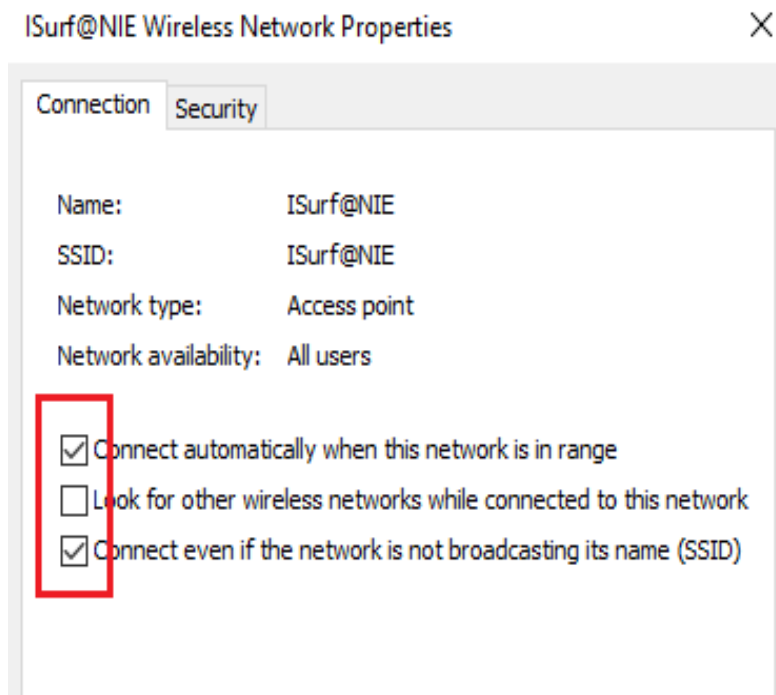 ISurf@NIE Wireless Network Properties
Connection Security
Name: ISurf@NIE
SSID: ISurf@NIE
Network type: Access point
Network availability: All users
Connect automatically when this network is in range
Look for other wireless networks while connected to this network
Connect even if the network is not broadcasting its name (SSID)